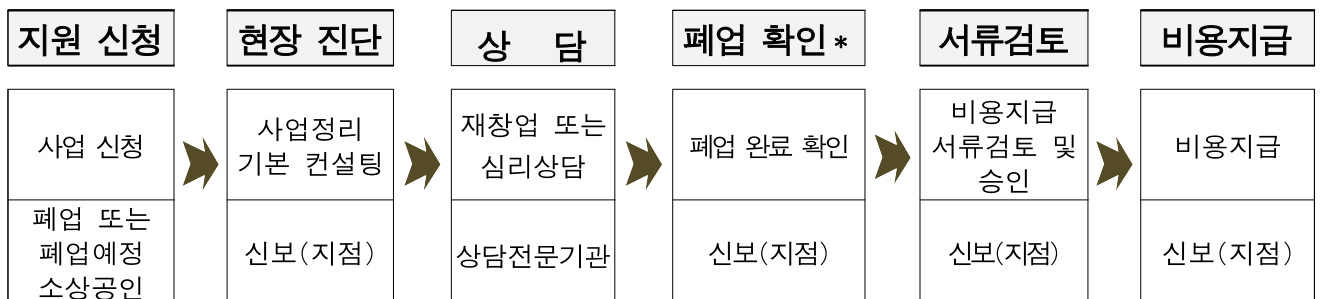 지원 신청
현장 진단
상 담
폐업 확인*
서류검토
비용지급
사업 신청
사업정리
기본 컨설팅
재창업 또는
심리상담
폐업 완료 확인
비용지급
서류검토 및
승인
비용지급
폐업 또는
폐업예정
소상공인
신보(지점)
상담전문기관
신보(지점)
신보(지점)
신보(지점)